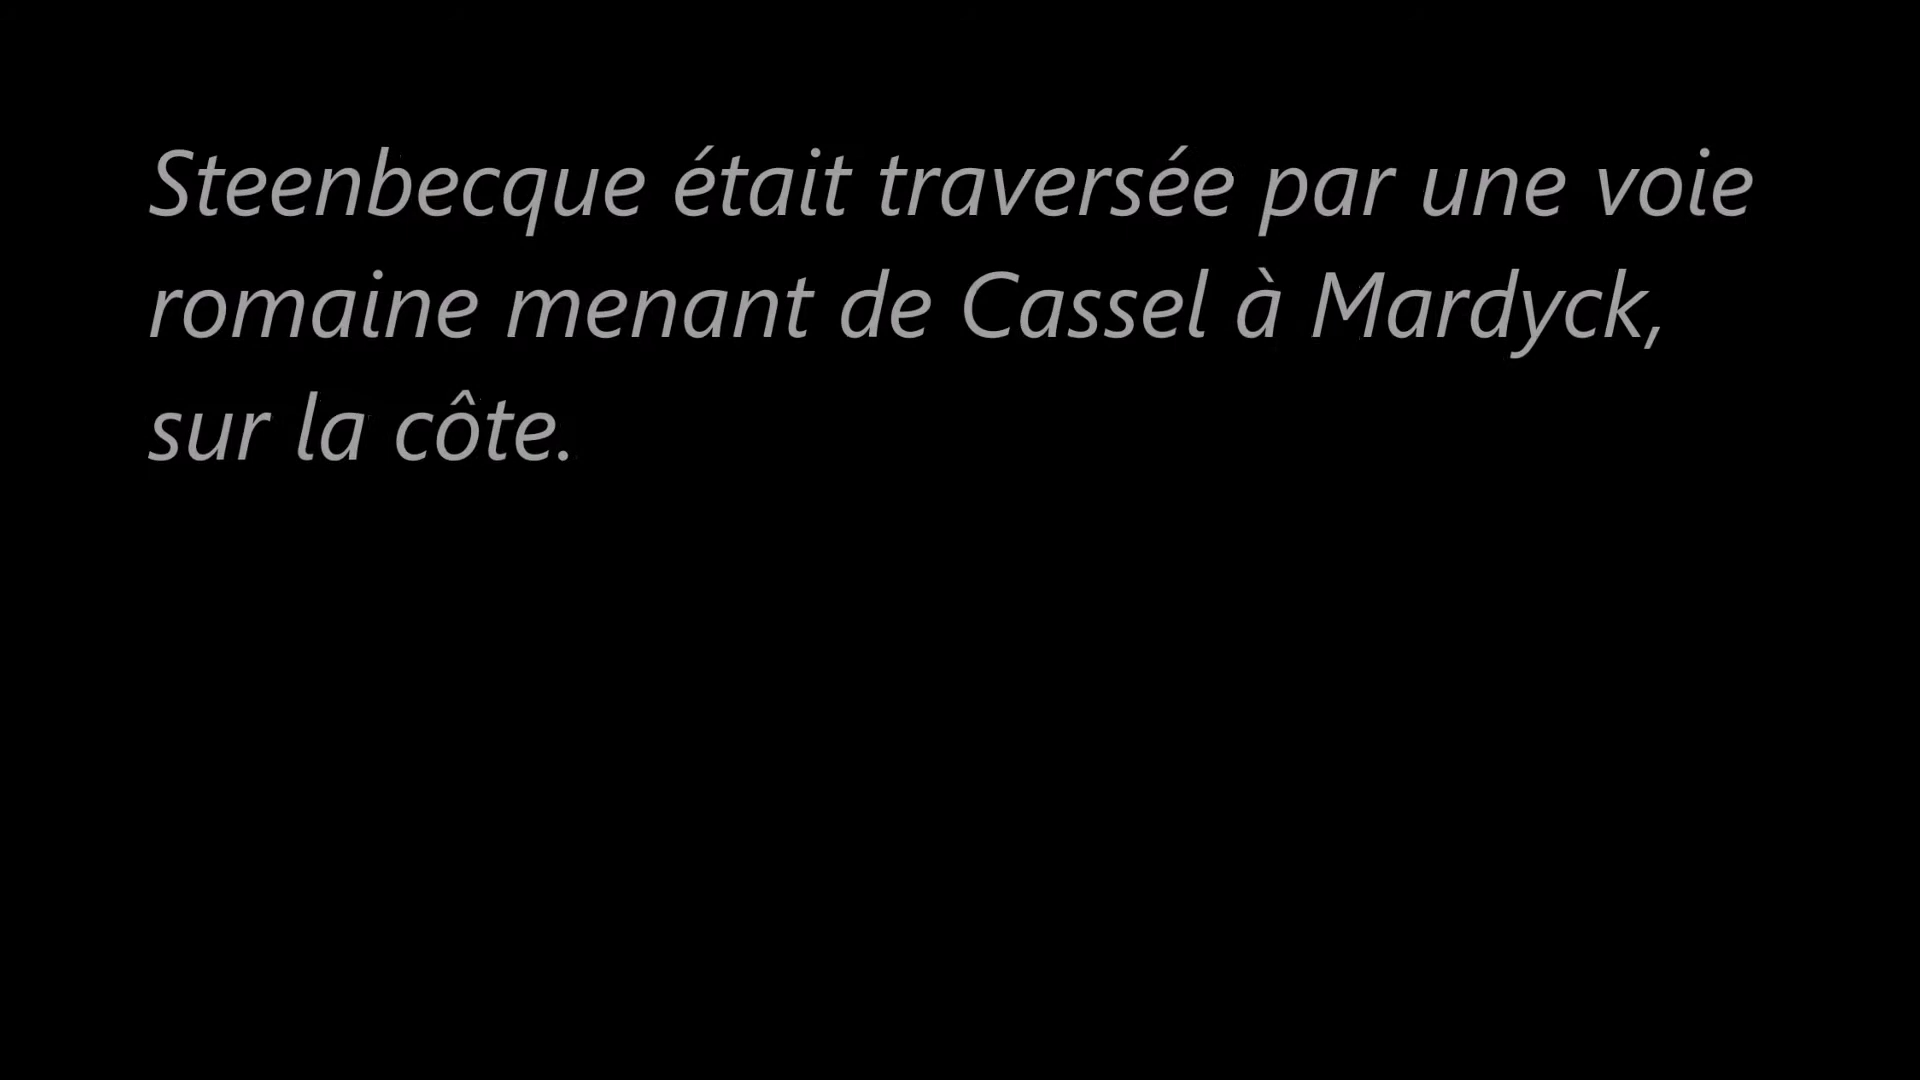 Steenbecque était traversée par une voie
romaine menant de Cassel à Mardyck,
sur la côte.